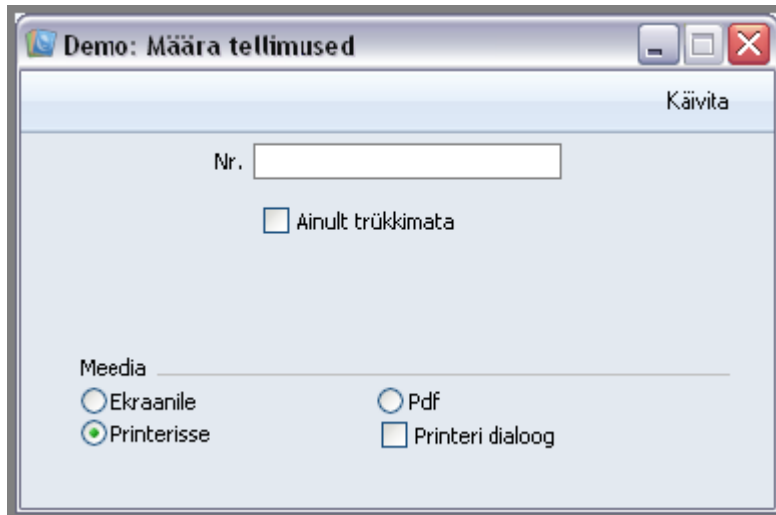 Demo: Määra tellimused
Käivita
Nr.
Ainult trükkimata
Meedia
Ekraanile
Pdf
Printerisse
Printeri dialoog